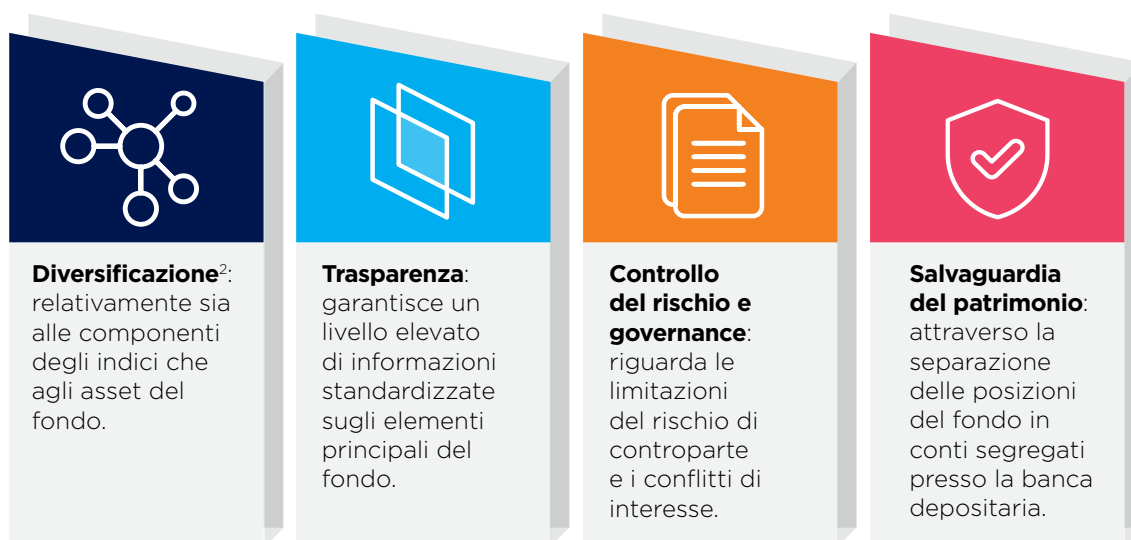 Diversificazione²:
relativamente sia
alle componenti
degli indici che
agli asset del
fondo.
Trasparenza:
garantisce un
livello elevato
di informazioni
standardizzate
sugli elementi
principali del
fondo.
Controllo
del rischio e
governance:
riguarda le
limitazioni
del rischio di
controparte
e i conflitti di
interesse.
Salvaguardia
del patrimonio:
attraverso la
separazione
delle posizioni
del fondo in
conti segregati
presso la banca
depositaria.